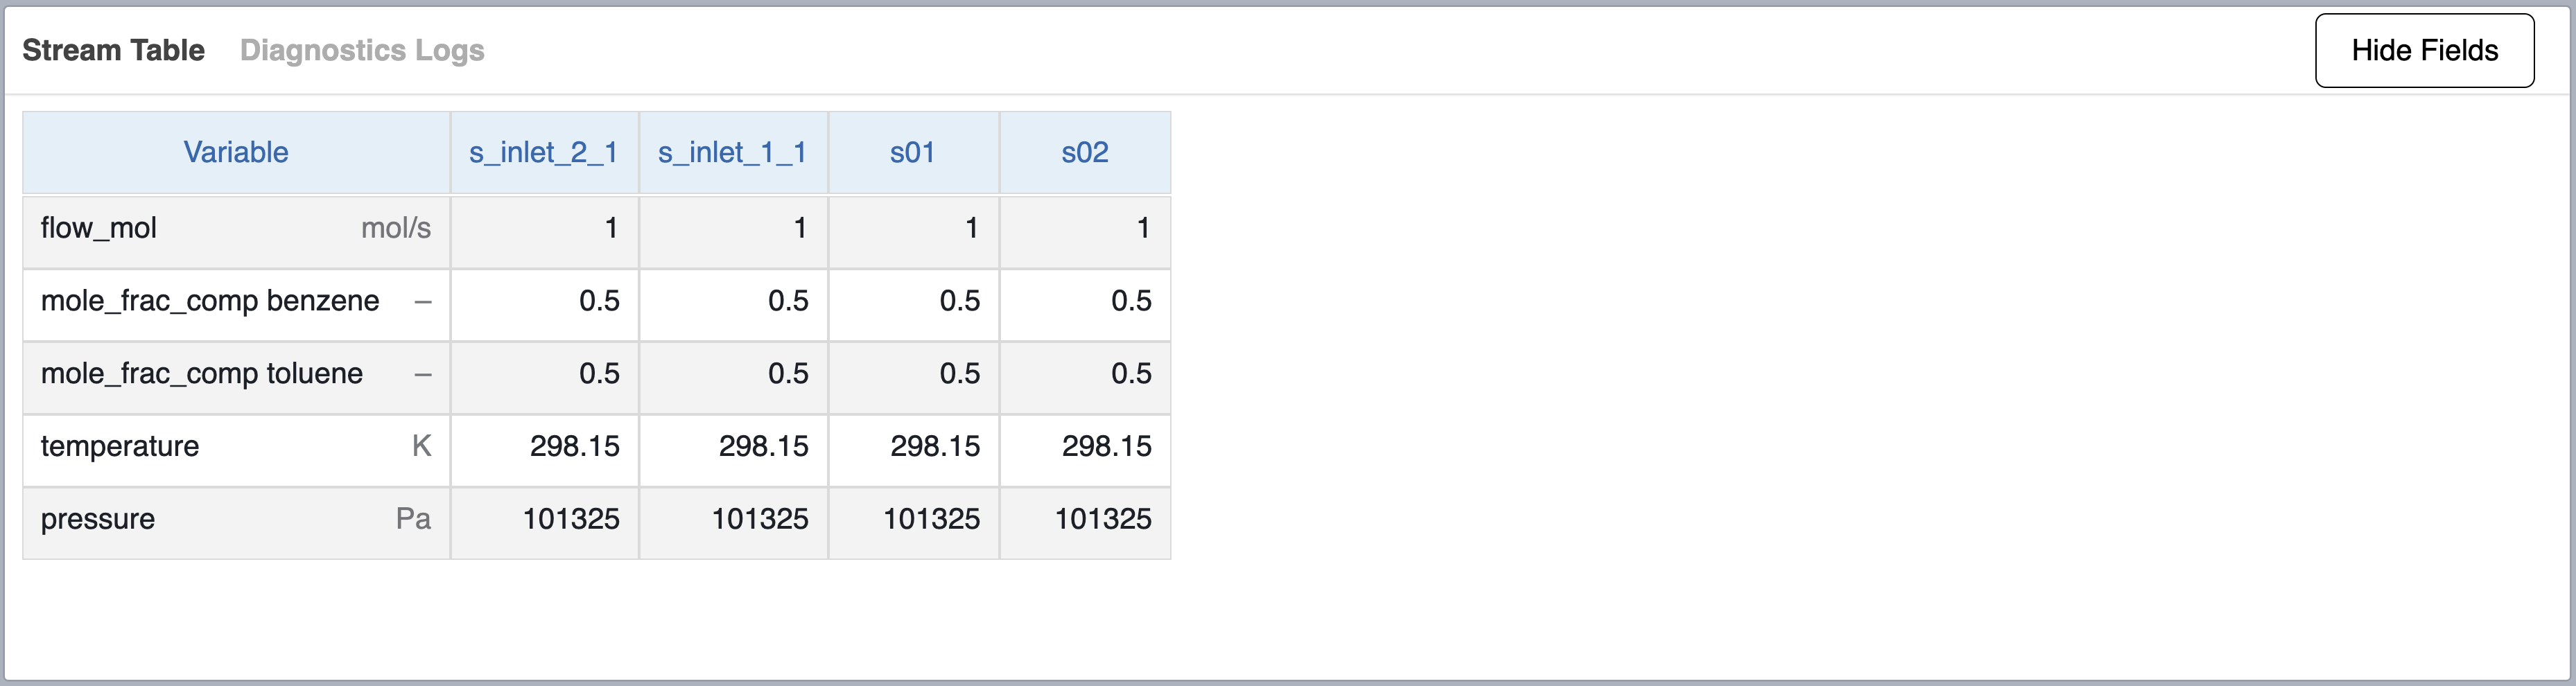 Stream Table Diagnostics Logs Hide Fields
Variable s_inlet_2_1 s_inlet_1_1 s01 s02
flow_mol mol/s 1 1 1 1
mole_frac_comp benzene – 0.5 0.5 0.5 0.5
mole_frac_comp toluene – 0.5 0.5 0.5 0.5
temperature K 298.15 298.15 298.15 298.15
pressure Pa 101325 101325 101325 101325